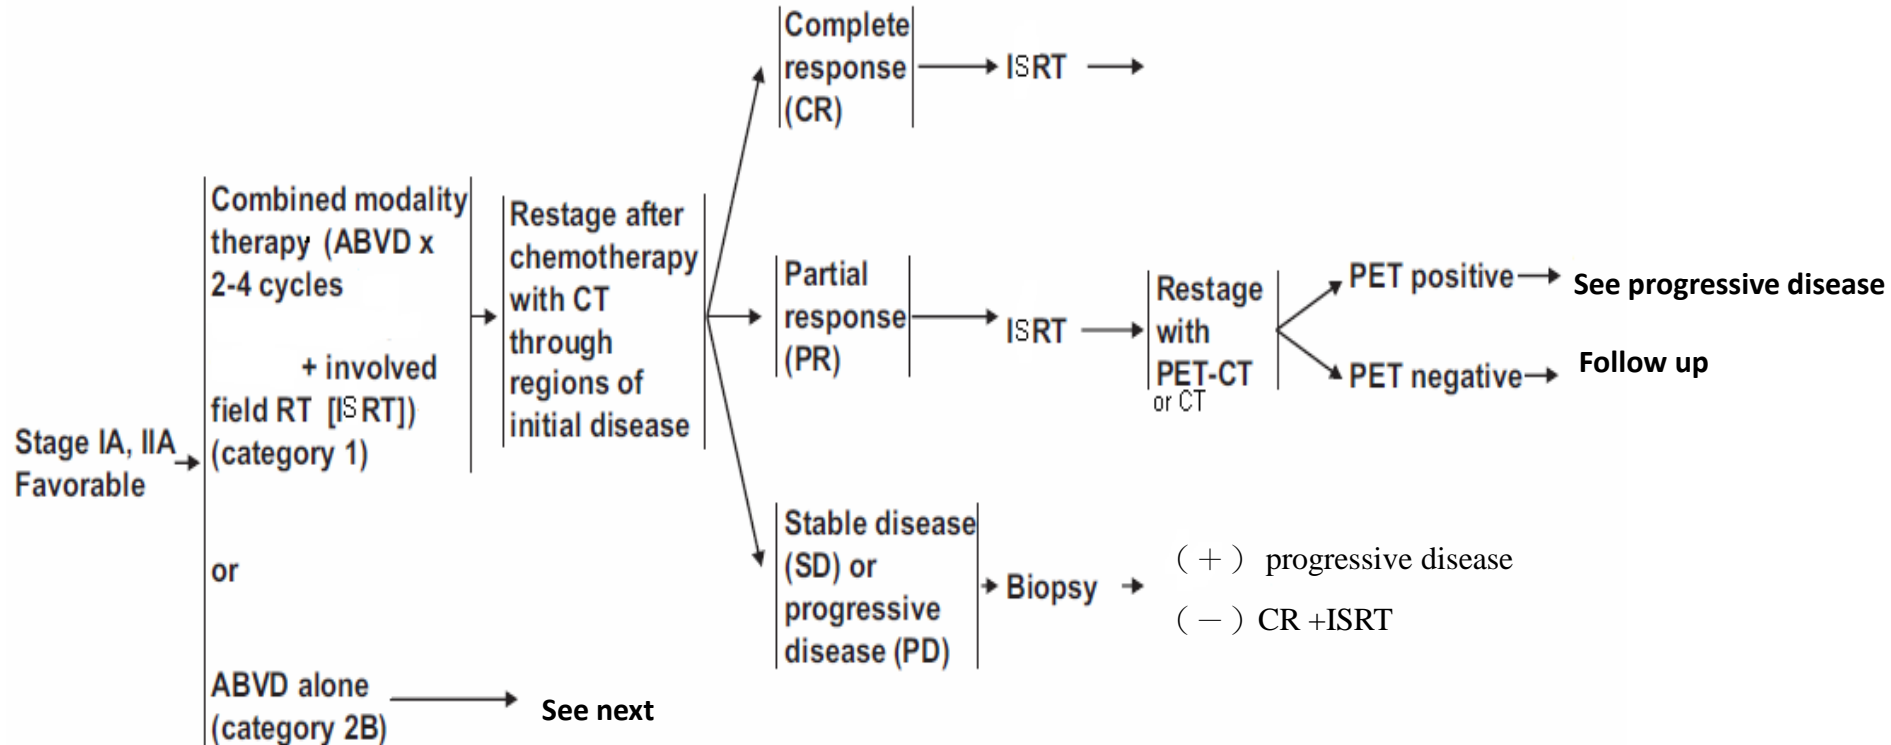 Stage IA, IIA
Favorable
Combined modality
therapy (ABVD x
2-4 cycles
+ involved
field RT [ISRT])
(category 1)
or
ABVD alone
(category 2B)
See next
Restage after
chemotherapy
with CT
through
regions of
initial disease
Complete
response
(CR)
ISRT
Partial
response
(PR)
ISRT
Restage
with
PET-CT
or CT
PET positive
See progressive disease
PET negative
Follow up
Stable disease
(SD) or
progressive
disease (PD)
Biopsy
（＋） progressive disease
（－）CR +ISRT